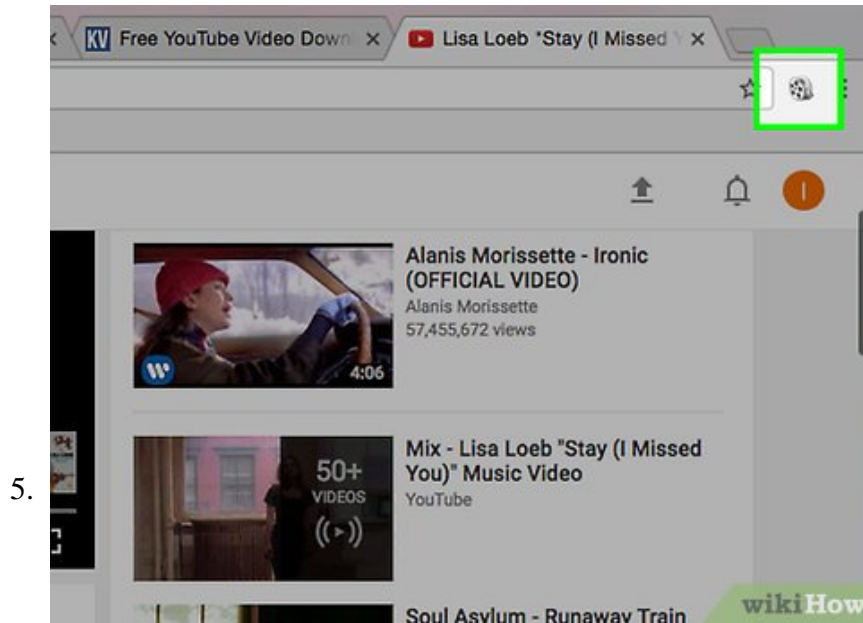 KV Free YouTube Video Down
Lisa Loeb "Stay (I Missed Y
I
Alanis Morissette - Ironic
(OFFICIAL VIDEO)
Alanis Morissette
57,455,672 views
4:06
Mix - Lisa Loeb "Stay (I Missed
You)" Music Video
YouTube
50+
VIDEOS
5.
Soul Asylum - Runaway Train
wikiHow